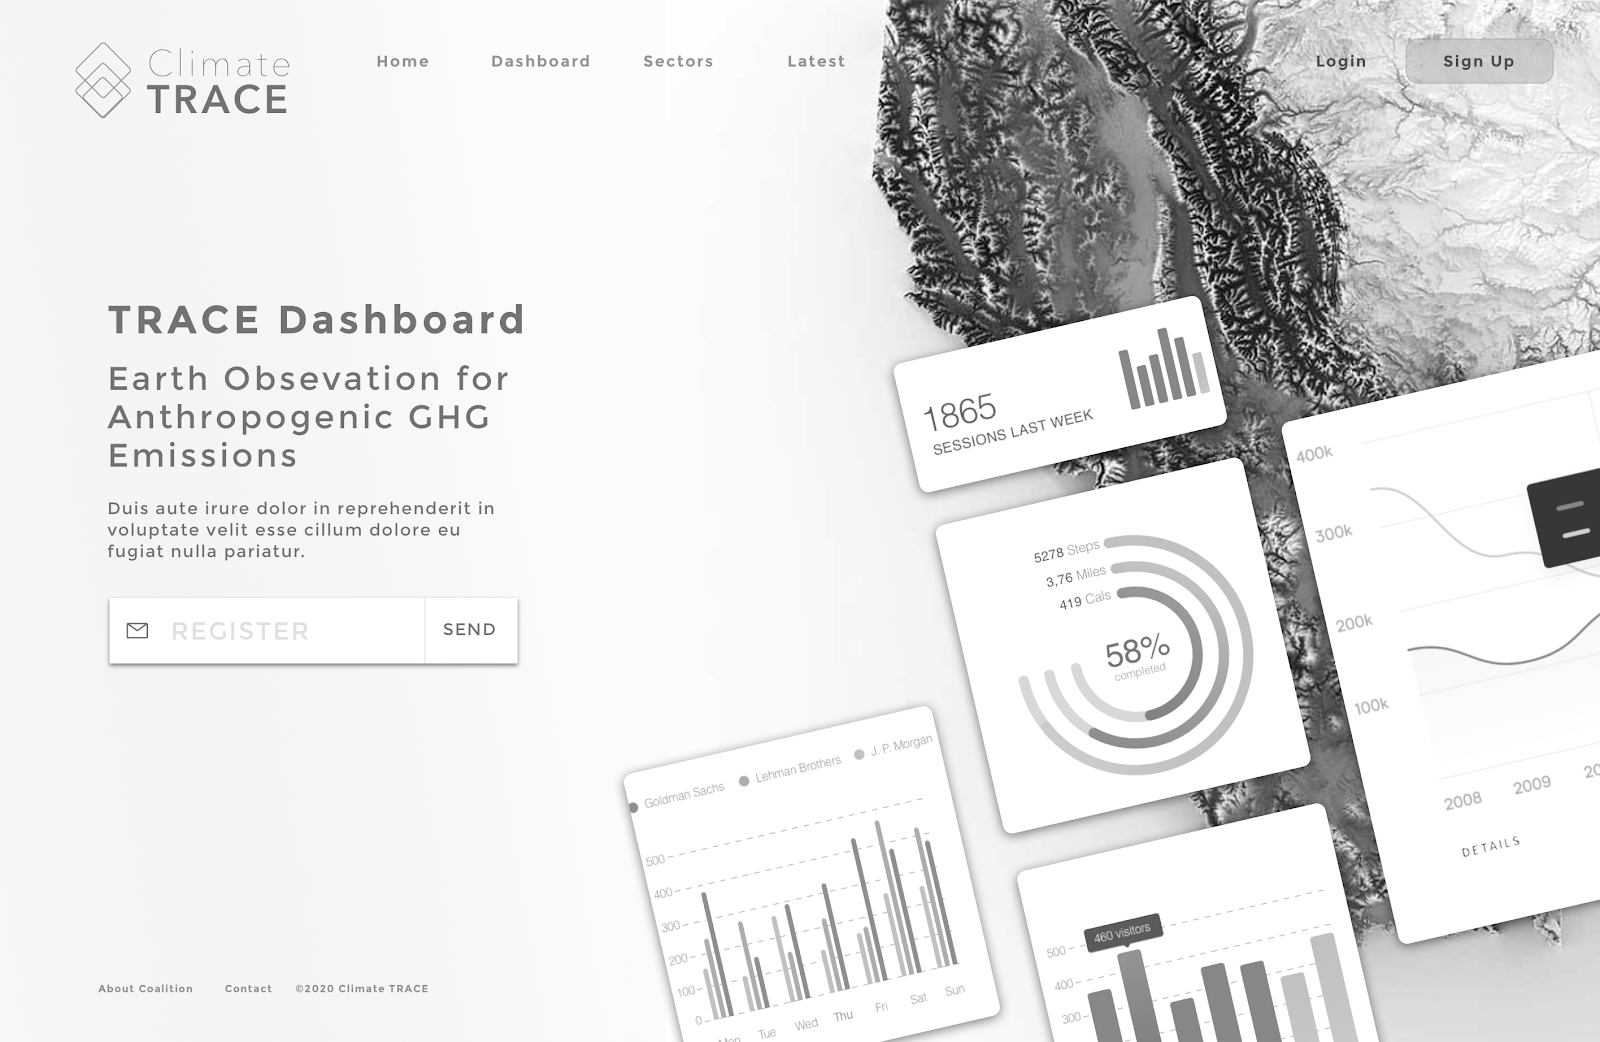 Climate
TRACE
Home
Dashboard
Sectors
Latest
Login
Sign Up
TRACE Dashboard
Earth Obsevation for
Anthropogenic GHG
Emissions
Duis aute irure dolor in reprehenderit in
voluptate velit esse cillum dolore eu
fugiat nulla pariatur.
REGISTER
SEND
1865
SESSIONS LAST WEEK
5278 Steps
3,76 Miles
419 Cals
58%
completed
400k
300k
200k
100k
2008
2009
DETAILS
Goldman Sachs
Lehman Brothers
J. P. Morgan
500
400
300
200
100
0
Mon
Tue
Wed
Thu
Fri
Sat
Sun
460 visitors
500
400
300
About Coalition
Contact
©2020 Climate TRACE